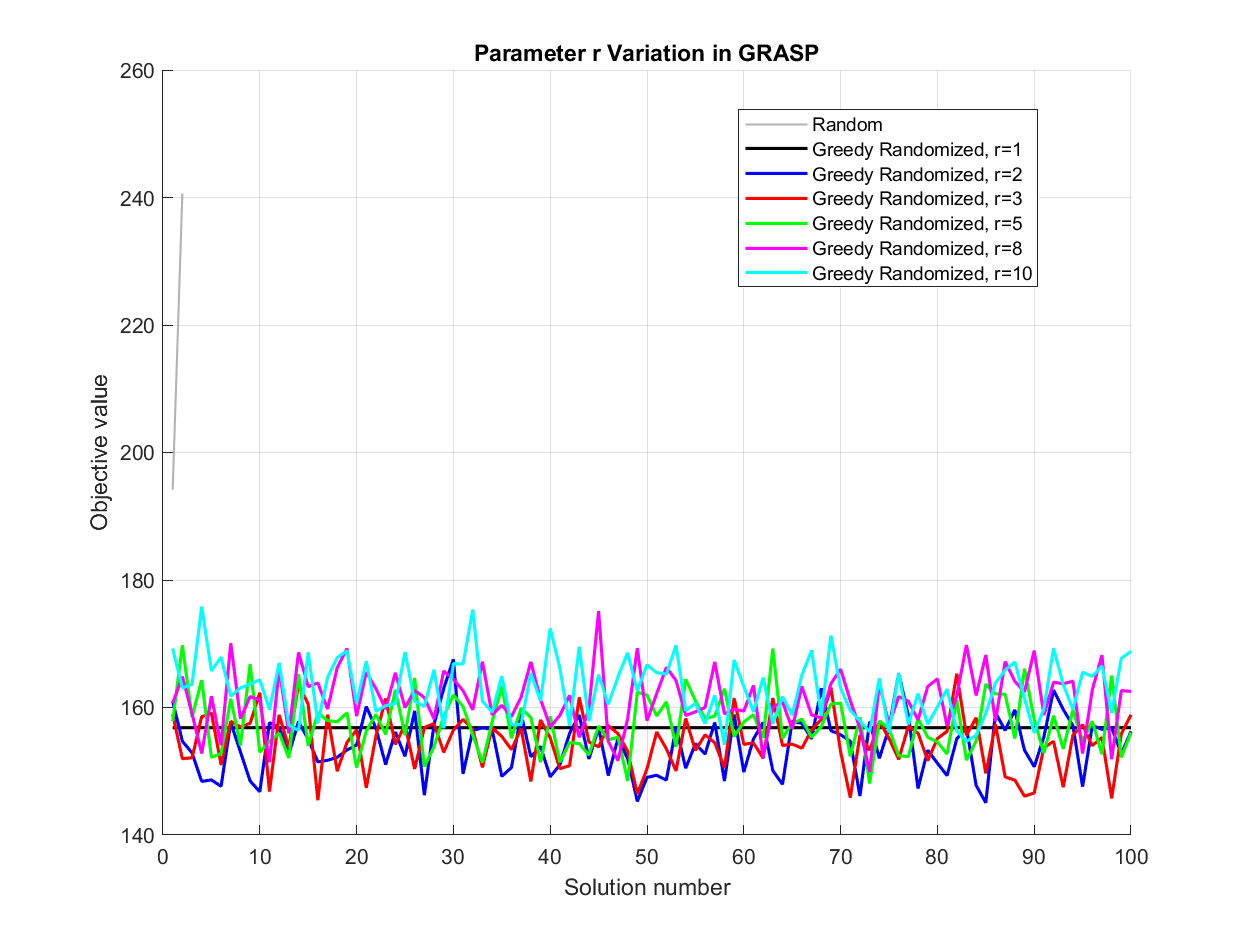 Parameter r Variation in GRASP
260
240
220
200
180
160
140
Objective value
Random
Greedy Randomized, r=1
Greedy Randomized, r=2
Greedy Randomized, r=3
Greedy Randomized, r=5
Greedy Randomized, r=8
Greedy Randomized, r=10
0 10 20 30 40 50 60 70 80 90 100
Solution number